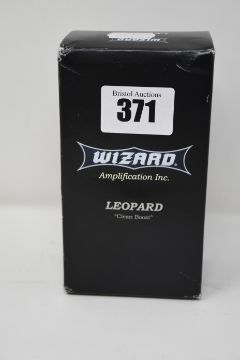 Bristol Auctions
371
WIZARD
Amplification Inc.
LEOPARD
"Clean Boost"